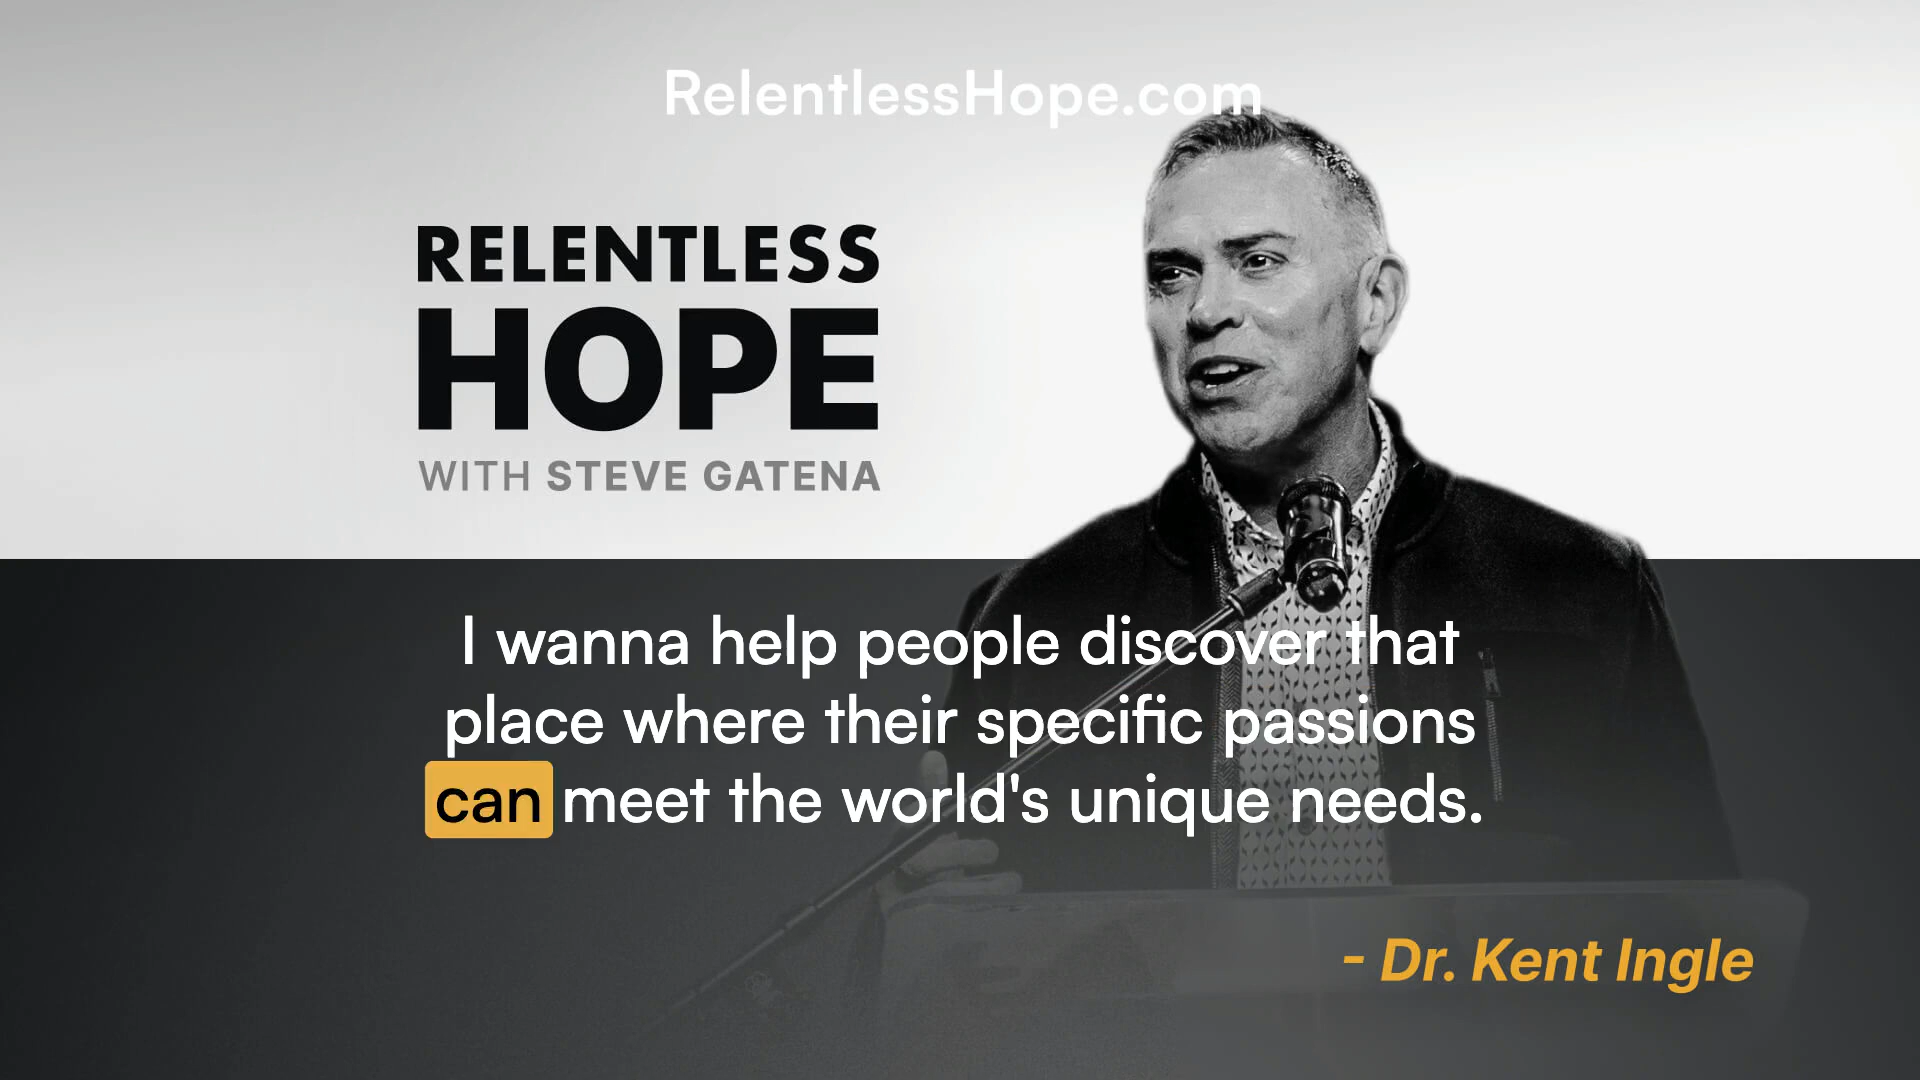 RelentlessHope.com
RELENTLESS
HOPE
WITH STEVE GATENA
I wanna help people discover that
place where their specific passions
can meet the world's unique needs.
- Dr. Kent Ingle